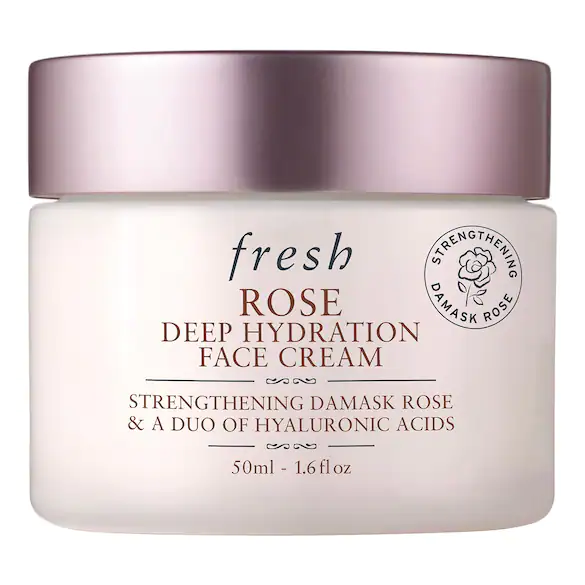 fresh
ROSE
DEEP HYDRATION
FACE CREAM
STRENGTHENING
DAMASK ROSE
STRENGTHENING DAMASK ROSE
& A DUO OF HYALURONIC ACIDS
50ml - 1.6 fl oz